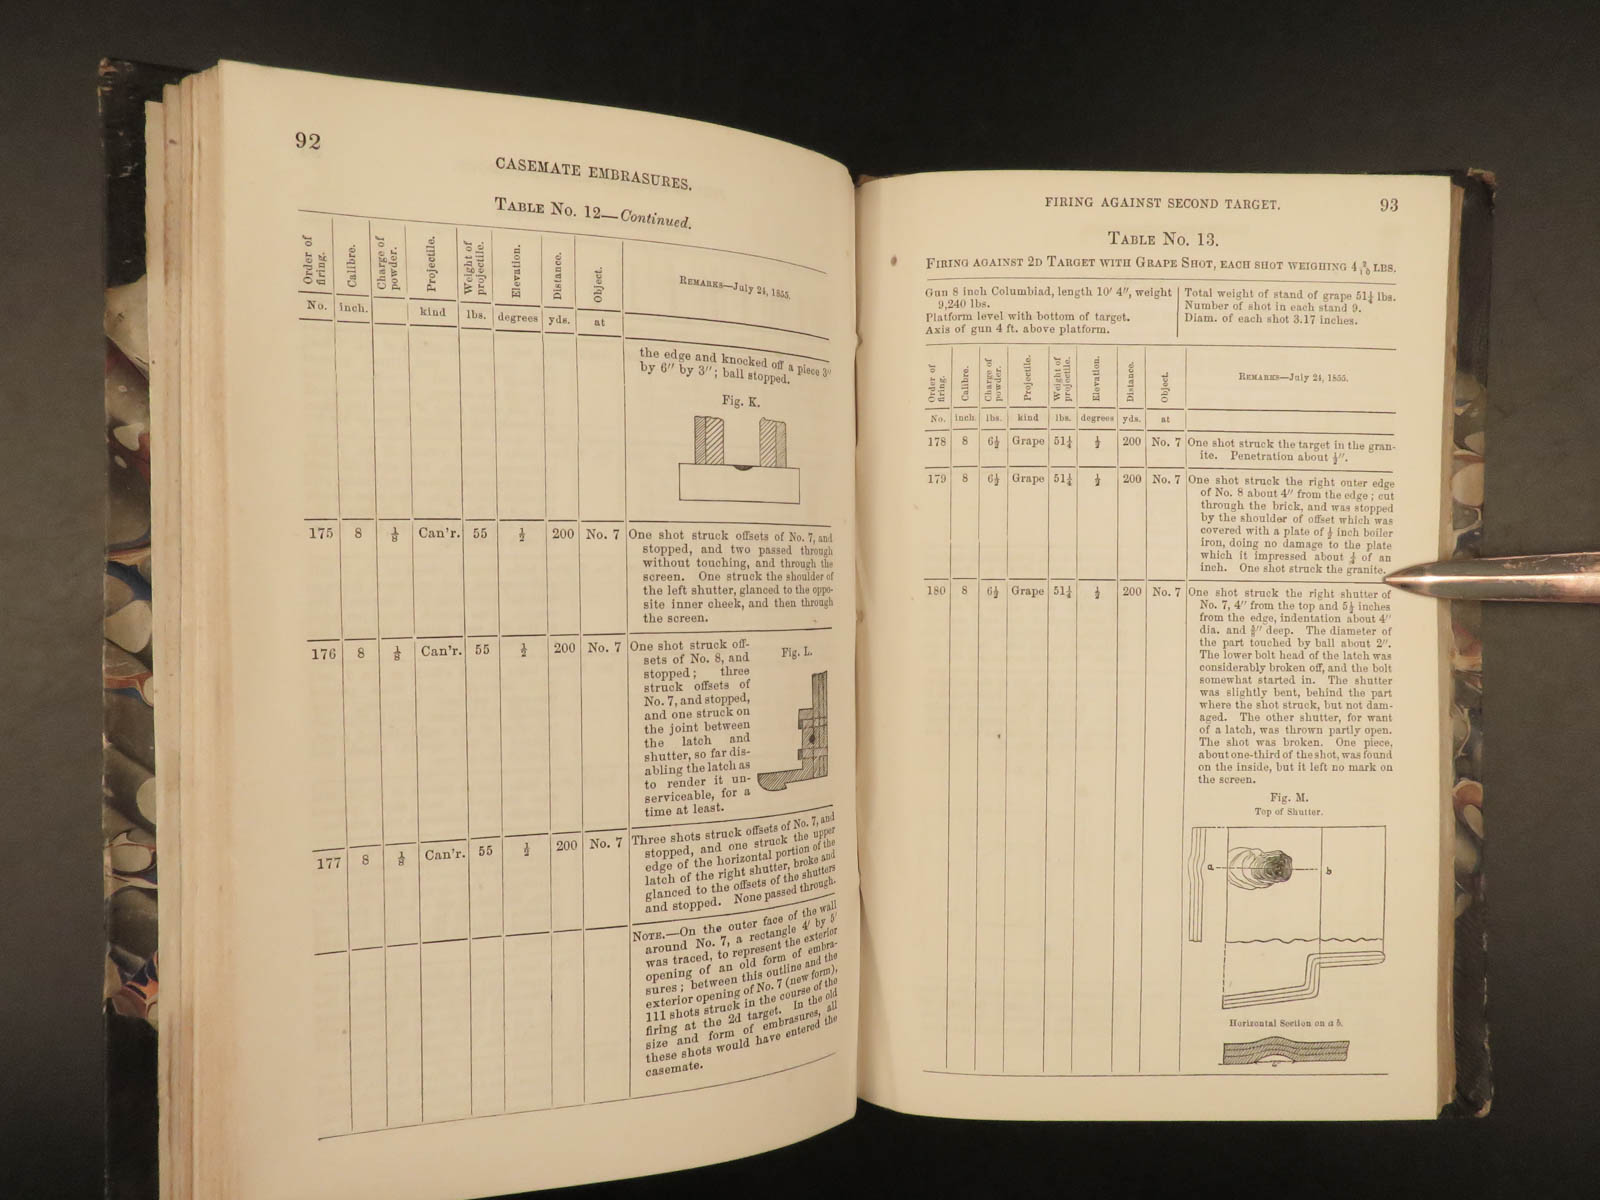 92
CASEMATE EMBRASURES.
TABLE No. 12—Continued.
Order of firing. Calibre. Charge of powder. Projectile. Weight of projectile. Elevation. Distance. Object. REMARKS—July 24, 1855.
No. inch. kind lbs. degrees yds. at
the edge and knocked off a piece 3″
by 6″ by 3″; ball stopped.
Fig. K.
175 8 ⅛ Can'r. 55 ½ 200 No. 7 One shot struck offsets of No. 7, and
stopped, and two passed through
without touching, and through the
screen. One struck the shoulder of
the left shutter, glanced to the oppo-
site inner cheek, and then through
the screen.
176 8 ⅛ Can'r. 55 ½ 200 No. 7 One shot struck off-
sets of No. 8, and
stopped; three
struck offsets of
No. 7, and stopped,
and one struck on
the joint between
the latch and
shutter, so far dis-
abling the latch as
to render it un-
serviceable, for a
time at least.
Fig. L.
177 8 ⅛ Can'r. 55 ½ 200 No. 7 Three shots struck offsets of No. 7, and
stopped, and one struck the upper
edge of the horizontal portion of the
latch of the right shutter, broke and
glanced to the offsets of the shutters
and stopped. None passed through.
NOTE.—On the outer face of the wall
around No. 7, a rectangle 4′ by 5′
was traced, to represent the exterior
opening of an old form of embra-
sures; between this outline and the
exterior opening of No. 7 (new form),
111 shots struck in the course of the
firing at the 2d target. In the old
size and form of embrasures, all
these shots would have entered the
casemate.
FIRING AGAINST SECOND TARGET. 93
TABLE No. 13.
FIRING AGAINST 2D TARGET WITH GRAPE SHOT, EACH SHOT WEIGHING 4 2/10 LBS.
Gun 8 inch Columbiad, length 10′ 4″, weight
9,240 lbs.
Platform level with bottom of target.
Axis of gun 4 ft. above platform.
Total weight of stand of grape 51¼ lbs.
Number of shot in each stand 9.
Diam. of each shot 3.17 inches.
Order of firing. Calibre. Charge of powder. Projectile. Weight of projectile. Elevation. Distance. Object. REMARKS—July 24, 1855.
No. inch lbs. kind lbs. degrees yds. at
178 8 6½ Grape 51¼ ½ 200 No. 7 One shot struck the target in the gran-
ite. Penetration about ½″.
179 8 6½ Grape 51¼ ½ 200 No. 7 One shot struck the right outer edge
of No. 8 about 4″ from the edge; cut
through the brick, and was stopped
by the shoulder of offset which was
covered with a plate of ½ inch boiler
iron, doing no damage to the plate
which it impressed about ¼ of an
inch. One shot struck the granite.
180 8 6½ Grape 51¼ ½ 200 No. 7 One shot struck the right shutter of
No. 7, 4″ from the top and 5½ inches
from the edge, indentation about 4″
dia. and ⅝″ deep. The diameter of
the part touched by ball about 2″.
The lower bolt head of the latch was
considerably broken off, and the bolt
somewhat started in. The shutter
was slightly bent, behind the part
where the shot struck, but not dam-
aged. The other shutter, for want
of a latch, was thrown partly open.
The shot was broken. One piece,
about one-third of the shot, was found
on the inside, but it left no mark on
the screen.
Fig. M.
Top of Shutter.
a b
Horizontal Section on a b.